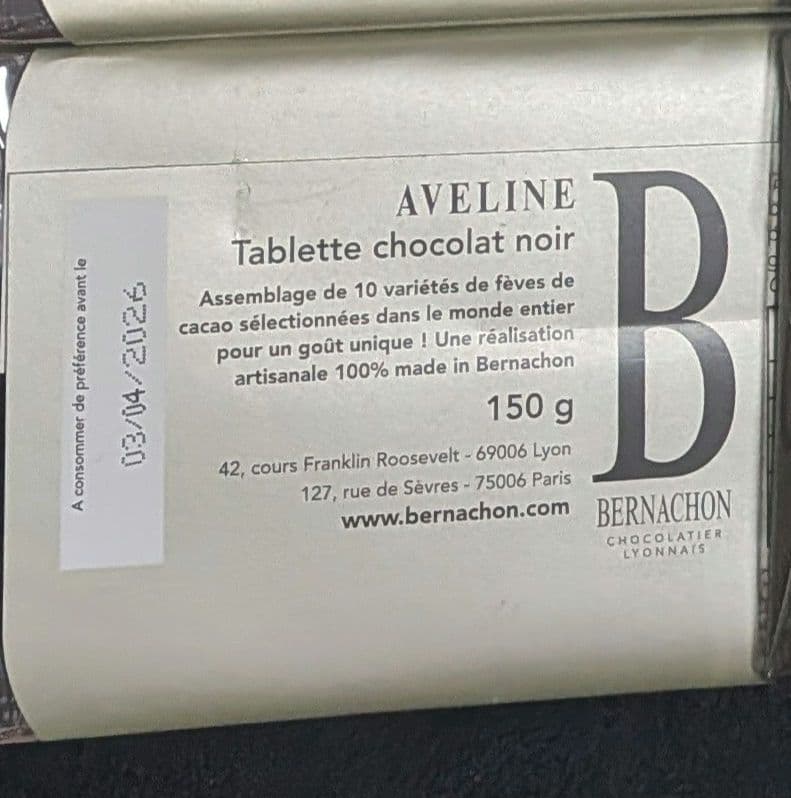 AVELINE
Tablette chocolat noir
Assemblage de 10 variétés de fèves de
cacao sélectionnées dans le monde entier
pour un goût unique ! Une réalisation
artisanale 100% made in Bernachon
150 g
42, cours Franklin Roosevelt - 69006 Lyon
127, rue de Sèvres - 75006 Paris
www.bernachon.com
B
BERNACHON
CHOCOLATIER
LYONNAIS
A consommer de préférence avant le
03/04/2026